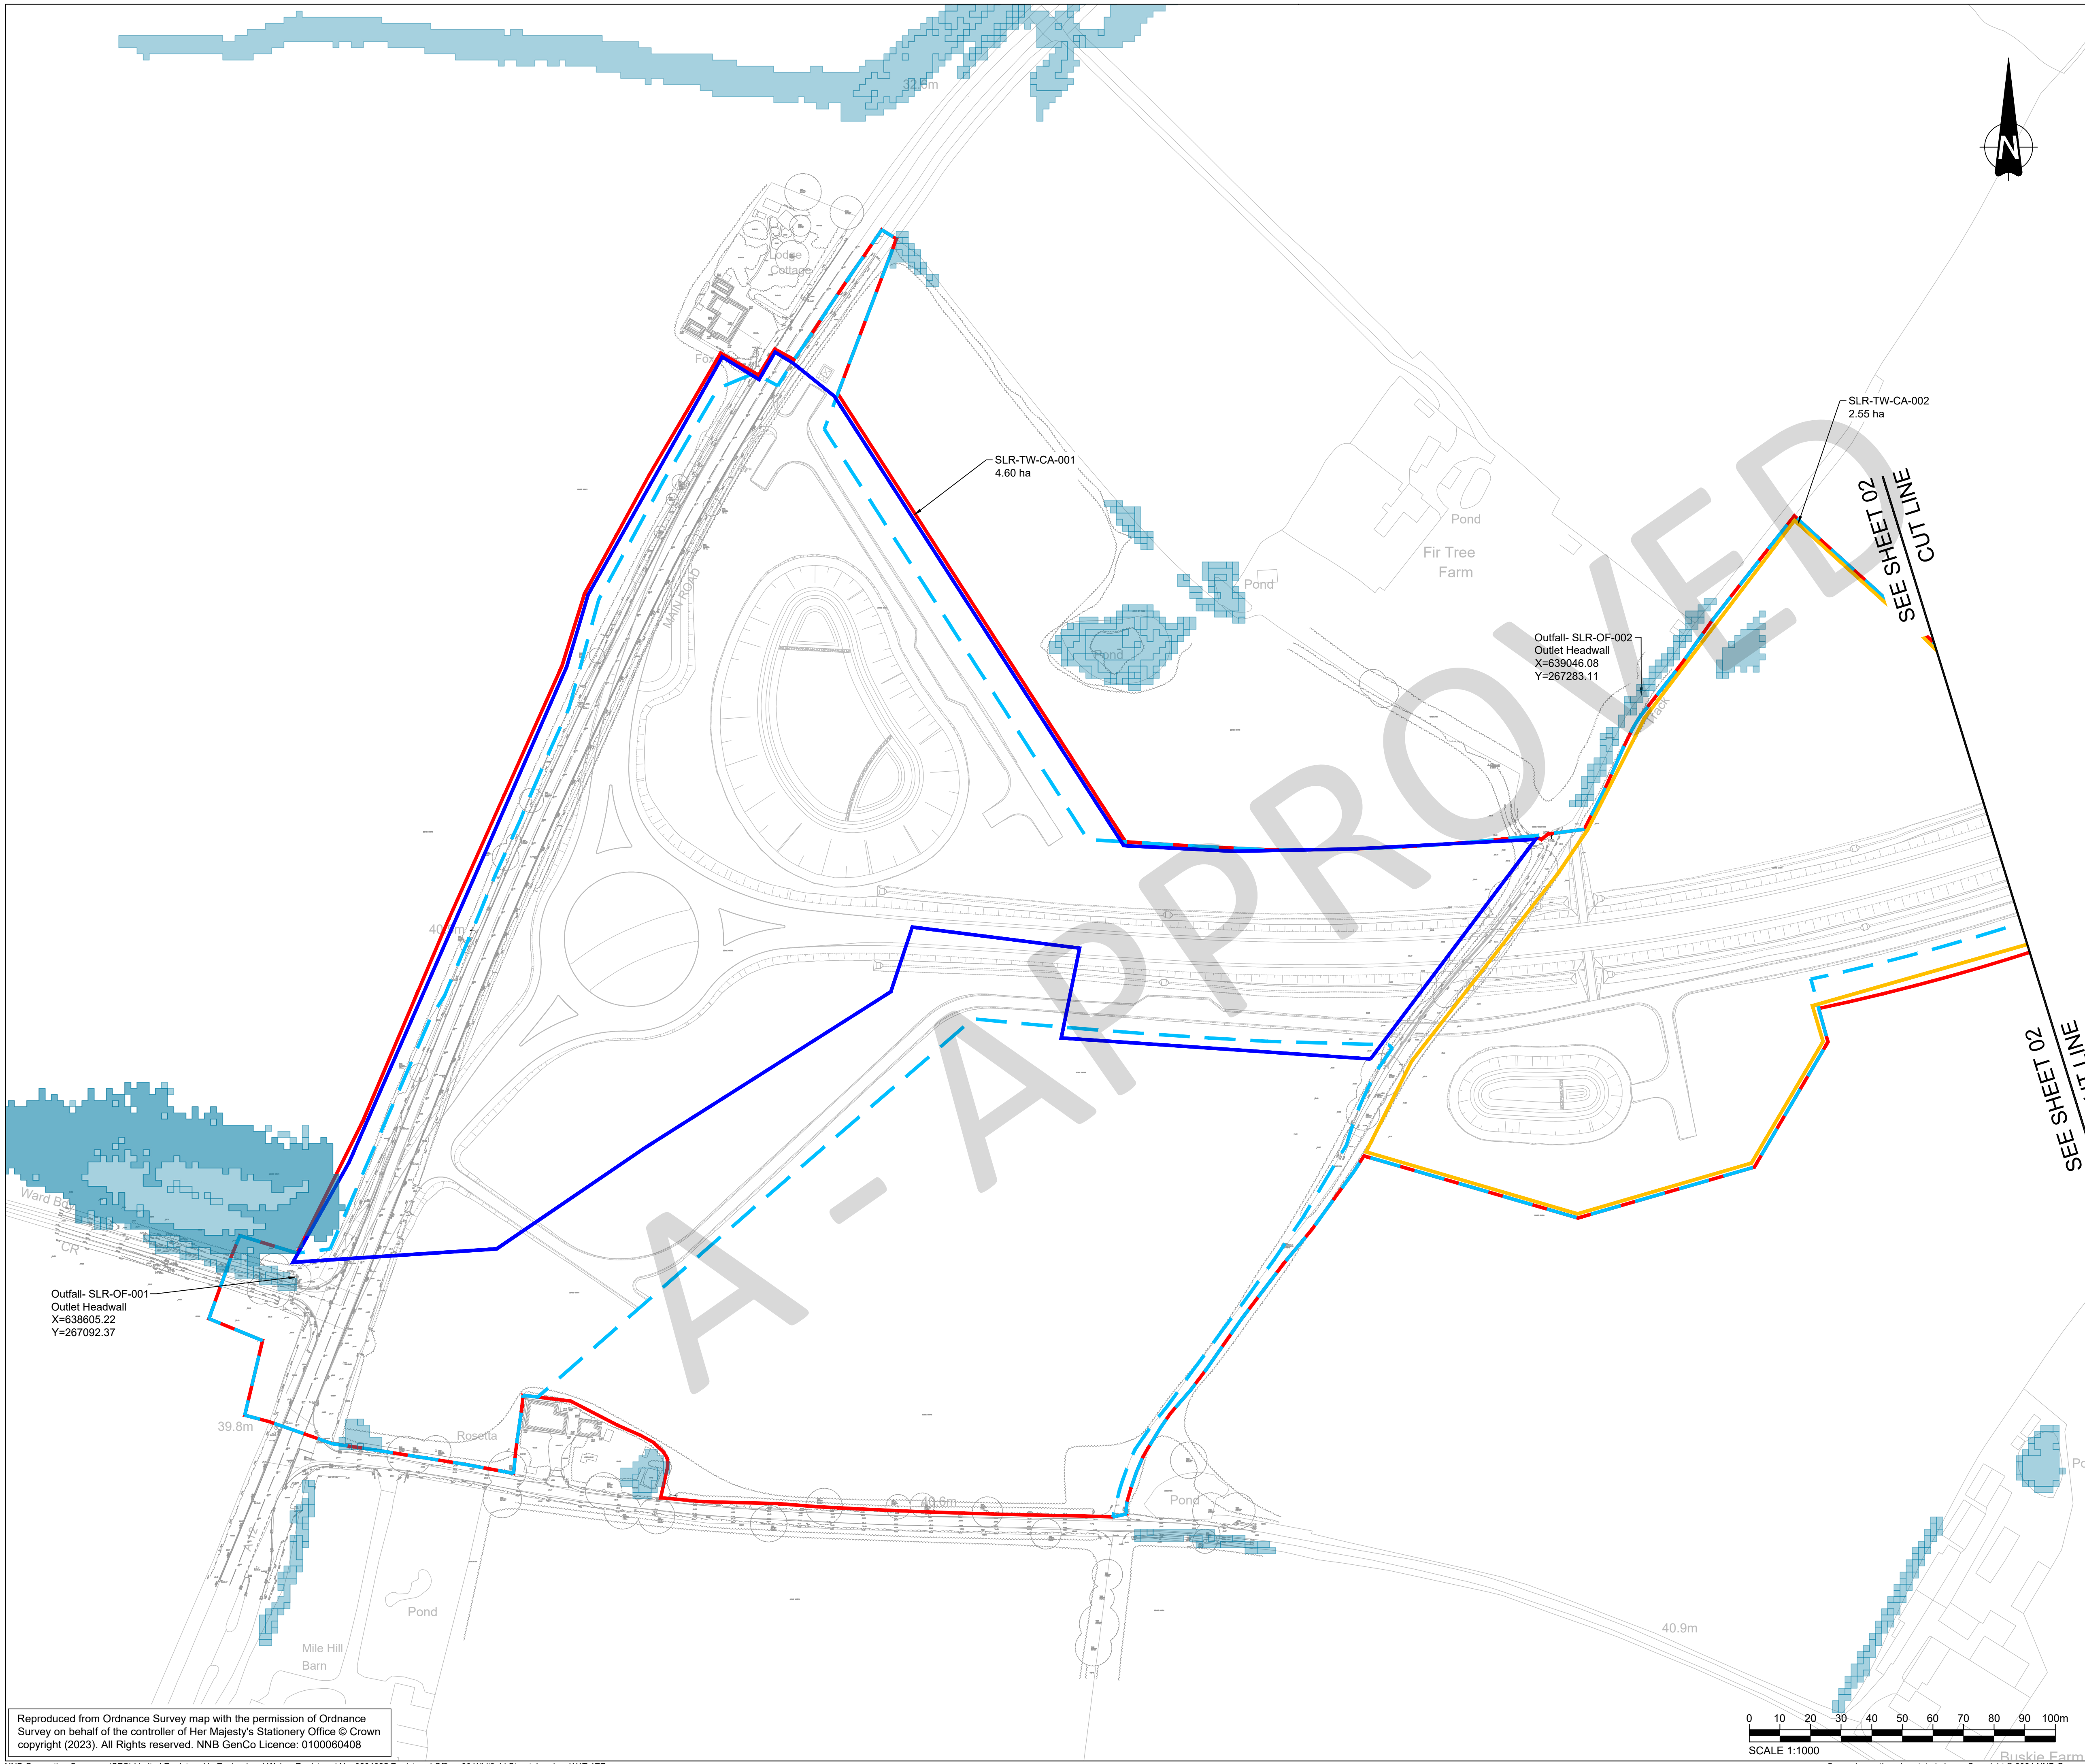 32.8m
N
Lodge
Cottage
SLR-TW-CA-002
2.55 ha
SLR-TW-CA-001
4.60 ha
SEE SHEET 02
CUT LINE
Pond
Fir Tree
Farm
Pond
MAIN ROAD
Pond
Outfall- SLR-OF-002
Outlet Headwall
X=639046.08
Y=267283.11
Track
A - APPROVED
SEE SHEET 02
CR
Outfall- SLR-OF-001
Outlet Headwall
X=638605.22
Y=267092.37
39.8m
Rosetta
40.6m
Pond
A12
Pond
Mile Hill
Barn
40.9m
Reproduced from Ordnance Survey map with the permission of Ordnance
Survey on behalf of the controller of Her Majesty's Stationery Office © Crown
copyright (2023). All Rights reserved. NNB GenCo Licence: 0100060408
0 10 20 30 40 50 60 70 80 90 100m
SCALE 1:1000
Buskie Farm